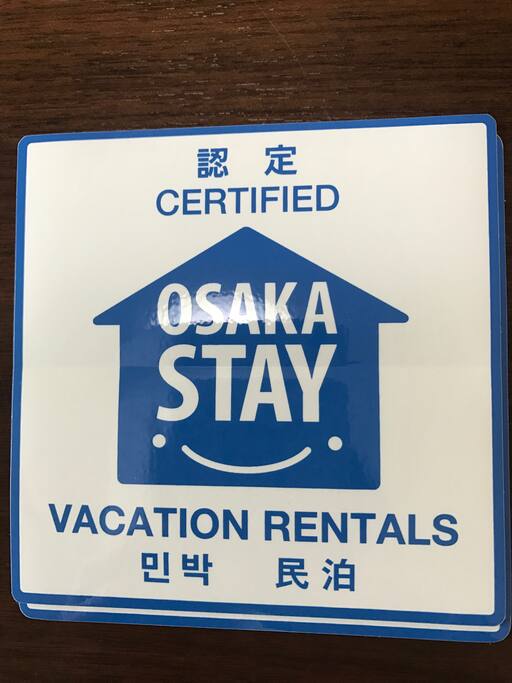 認 定
CERTIFIED
OSAKA
STAY
VACATION RENTALS
민박 民泊